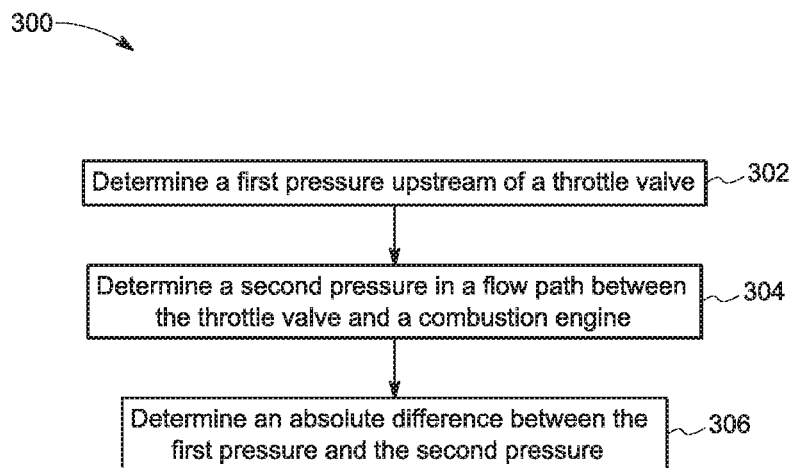 300
Determine a first pressure upstream of a throttle valve
302
Determine a second pressure in a flow path between
the throttle valve and a combustion engine
304
Determine an absolute difference between the
first pressure and the second pressure
306